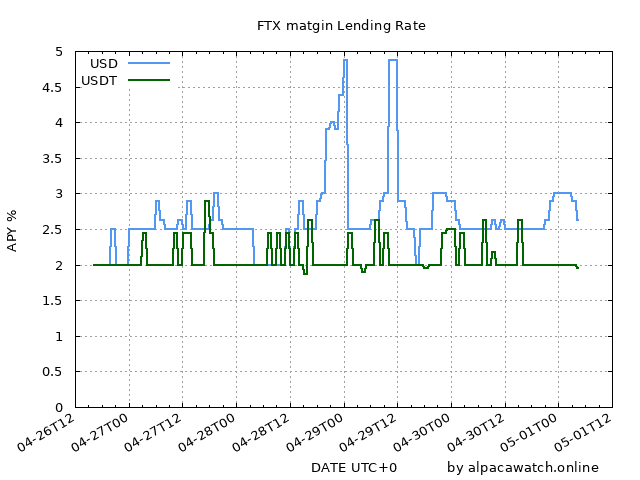 FTX matgin Lending Rate
USD
USDT
APY %
5
4.5
4
3.5
3
2.5
2
1.5
1
0.5
0
04-26T12
04-27T00
04-27T12
04-28T00
04-28T12
04-29T00
04-29T12
04-30T00
04-30T12
05-01T00
05-01T12
DATE UTC+0
by alpacawatch.online